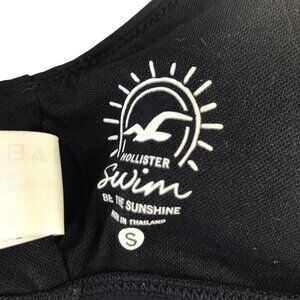 HOLLISTER
Swim
BE THE SUNSHINE
MADE IN THAILAND
S